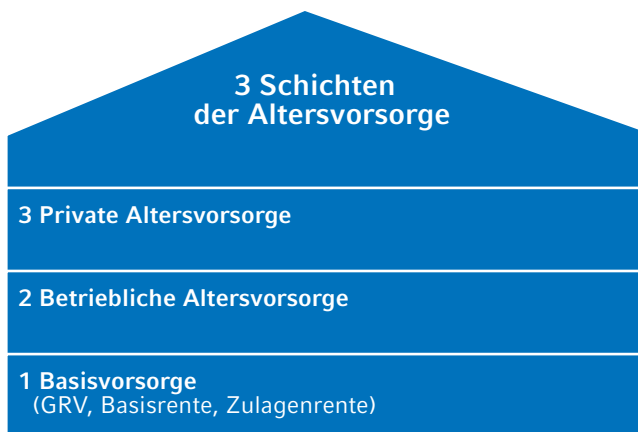 3 Schichten
der Altersvorsorge
3 Private Altersvorsorge
2 Betriebliche Altersvorsorge
1 Basisvorsorge
(GRV, Basisrente, Zulagenrente)